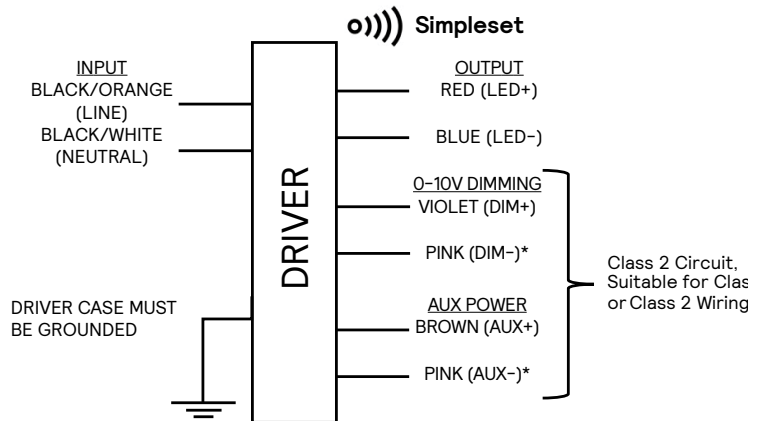 Simpleset
INPUT
BLACK/ORANGE
(LINE)
BLACK/WHITE
(NEUTRAL)
DRIVER CASE MUST
BE GROUNDED
DRIVER
OUTPUT
RED (LED+)
BLUE (LED-)
0-10V DIMMING
VIOLET (DIM+)
PINK (DIM-)*
AUX POWER
BROWN (AUX+)
PINK (AUX-)*
Class 2 Circuit,
Suitable for
or Class 2 Wiring